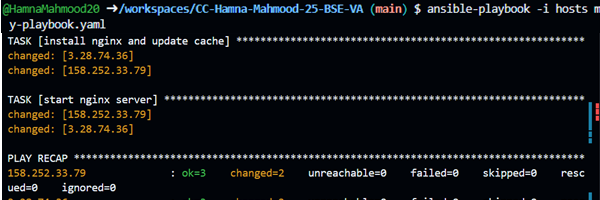 @HamnaMahmood20 ➜/workspaces/CC-Hamna-Mahmood-25-BSE-VA (main) $ ansible-playbook -i hosts m
y-playbook.yaml
TASK [install nginx and update cache] *****************************************************
changed: [3.28.74.36]
changed: [158.252.33.79]
TASK [start nginx server] ****************************************************************
changed: [158.252.33.79]
changed: [3.28.74.36]
PLAY RECAP ******************************************************************************
158.252.33.79 : ok=3 changed=2 unreachable=0 failed=0 skipped=0 resc
ued=0 ignored=0